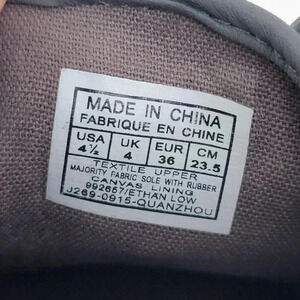 MADE IN CHINA
FABRIQUE EN CHINE
USA UK EUR CM
4½ 4 36 23.5
TEXTILE UPPER
MAJORITY FABRIC SOLE WITH RUBBER
CANVAS LINING
992657/ETHAN LOW
J269-0915-QUANZHOU